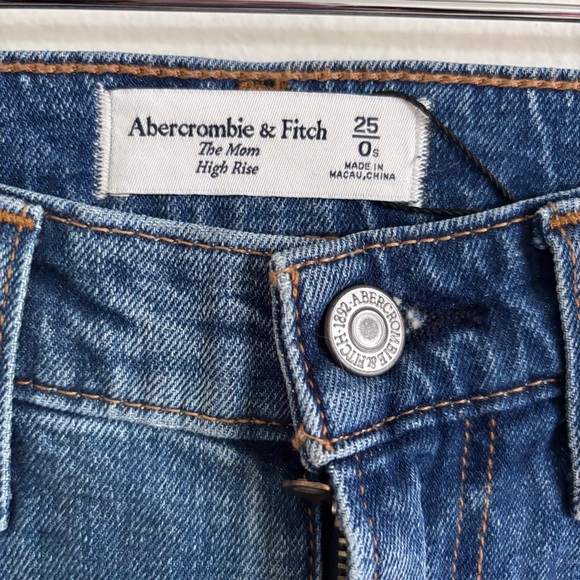 Abercrombie & Fitch
The Mom
High Rise
25
0s
MADE IN
MACAU, CHINA
·1892·ABERCROMBIE & FITCH